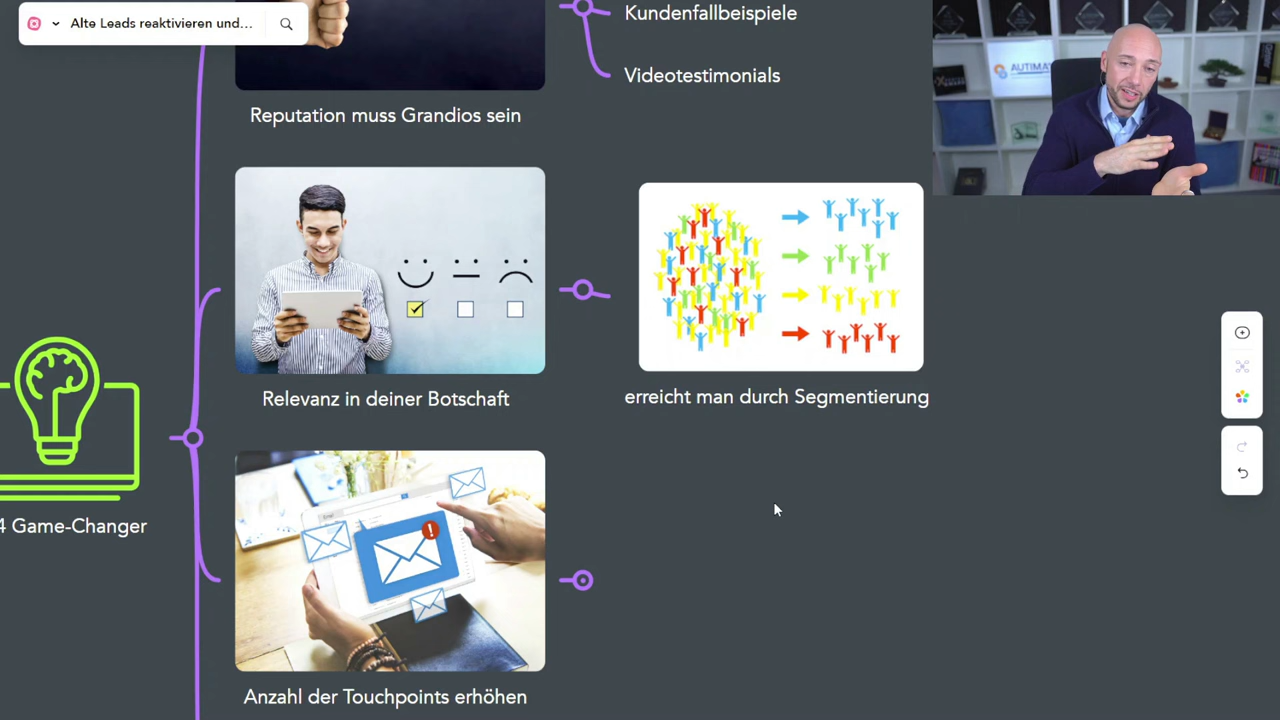 Alte Leads reaktivieren und...
Kundenfallbeispiele
Videotestimonials
AUTIMA
Reputation muss Grandios sein
Relevanz in deiner Botschaft
erreicht man durch Segmentierung
4 Game-Changer
Anzahl der Touchpoints erhöhen